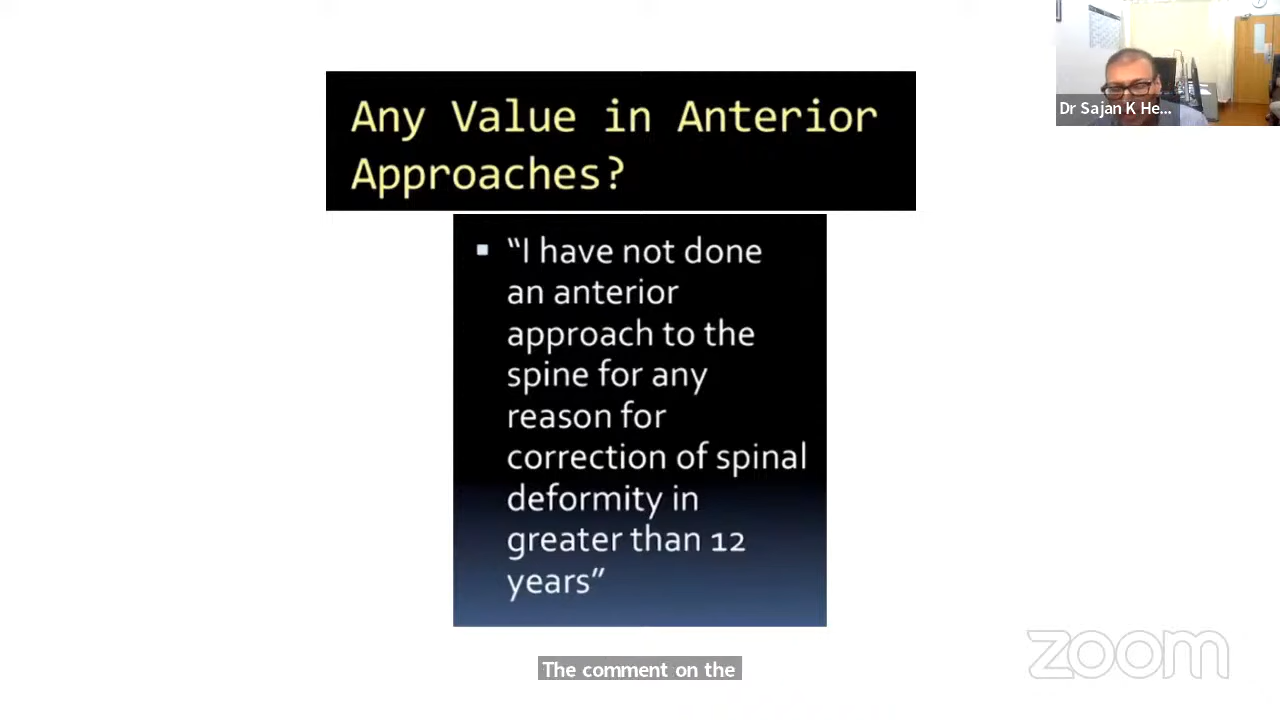 Any Value in Anterior
Approaches?
Dr Sajan K He...
▪ “I have not done
an anterior
approach to the
spine for any
reason for
correction of spinal
deformity in
greater than 12
years”
The comment on the
zoom